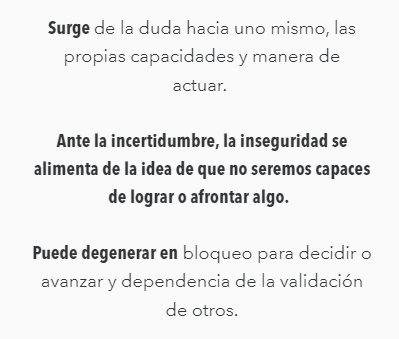 Surge de la duda hacia uno mismo, las
propias capacidades y manera de
actuar.
Ante la incertidumbre, la inseguridad se
alimenta de la idea de que no seremos capaces
de lograr o afrontar algo.
Puede degenerar en bloqueo para decidir o
avanzar y dependencia de la validación
de otros.